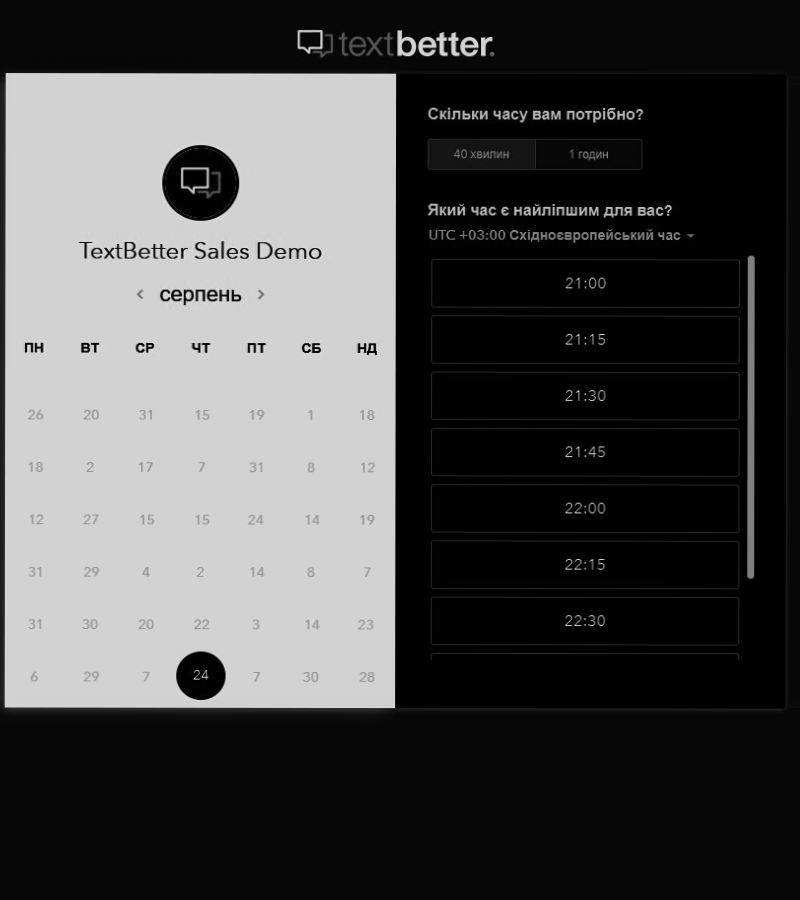 textbetter.
TextBetter Sales Demo
серпень
ПН ВТ СР ЧТ ПТ СБ НД
26 20 31 15 19 1 18
18 2 17 7 31 8 12
12 27 15 15 24 14 19
31 29 4 2 14 8 7
31 30 20 22 3 14 23
6 29 7 24 7 30 28
Скільки часу вам потрібно?
40 хвилин 1 годин
Який час є найліпшим для вас?
UTC +03:00 Східноєвропейський час
21:00
21:15
21:30
21:45
22:00
22:15
22:30